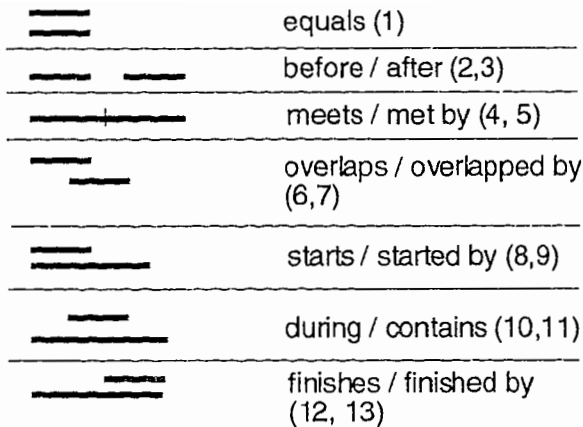 equals (1)
before / after (2,3)
meets / met by (4, 5)
overlaps / overlapped by
(6,7)
starts / started by (8,9)
during / contains (10,11)
finishes / finished by
(12, 13)